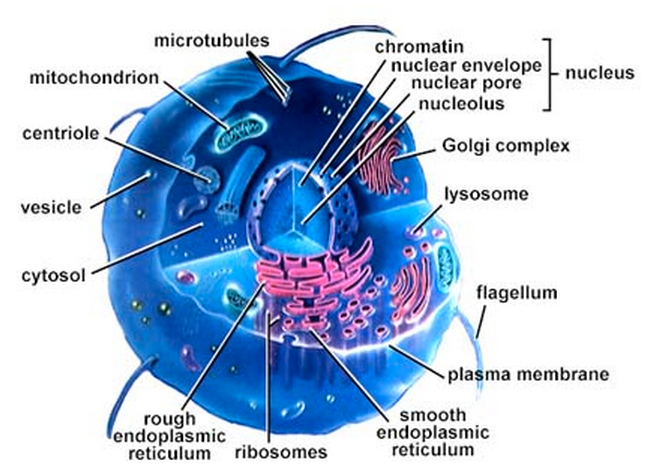 microtubules
chromatin
nuclear envelope
nuclear pore
nucleolus
nucleus
mitochondrion
centriole
Golgi complex
vesicle
lysosome
cytosol
flagellum
plasma membrane
rough
endoplasmic
reticulum
ribosomes
smooth
endoplasmic
reticulum